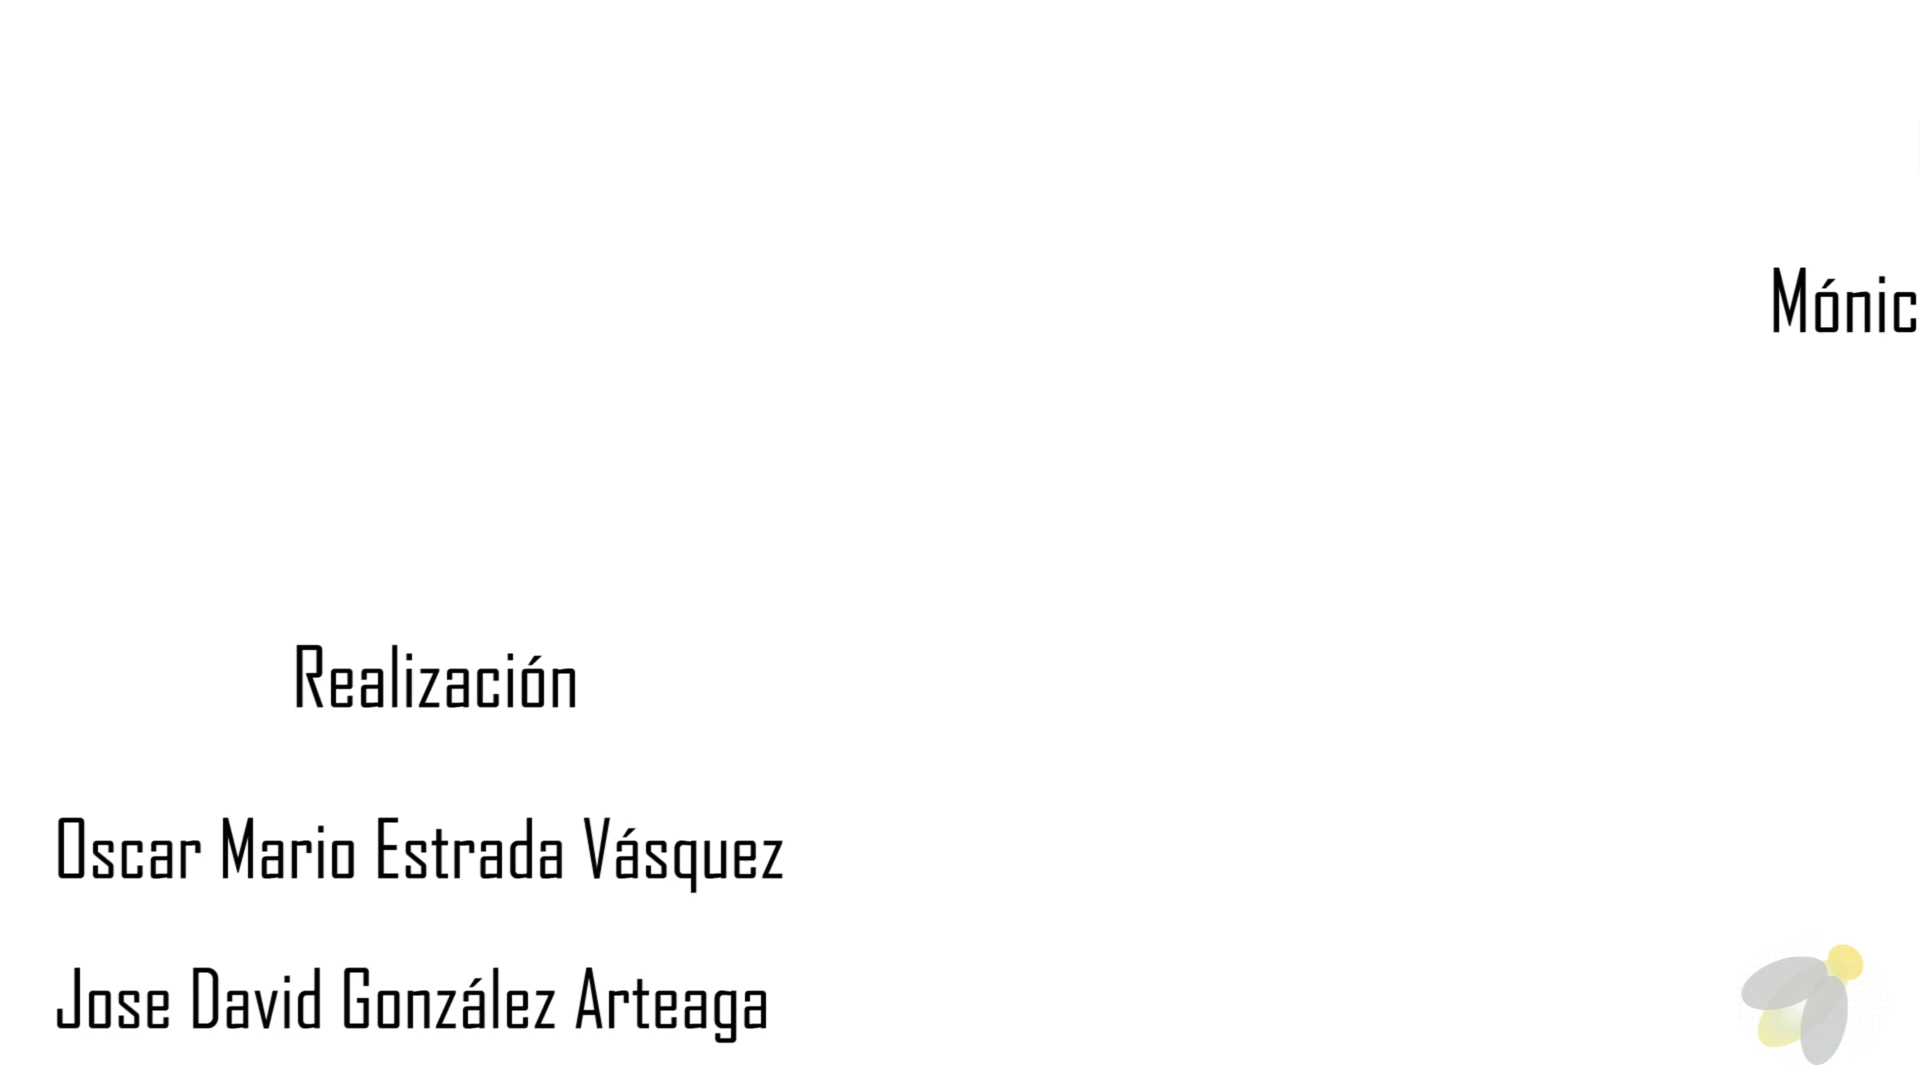 Mónic
Realización
Oscar Mario Estrada Vásquez
Jose David González Arteaga